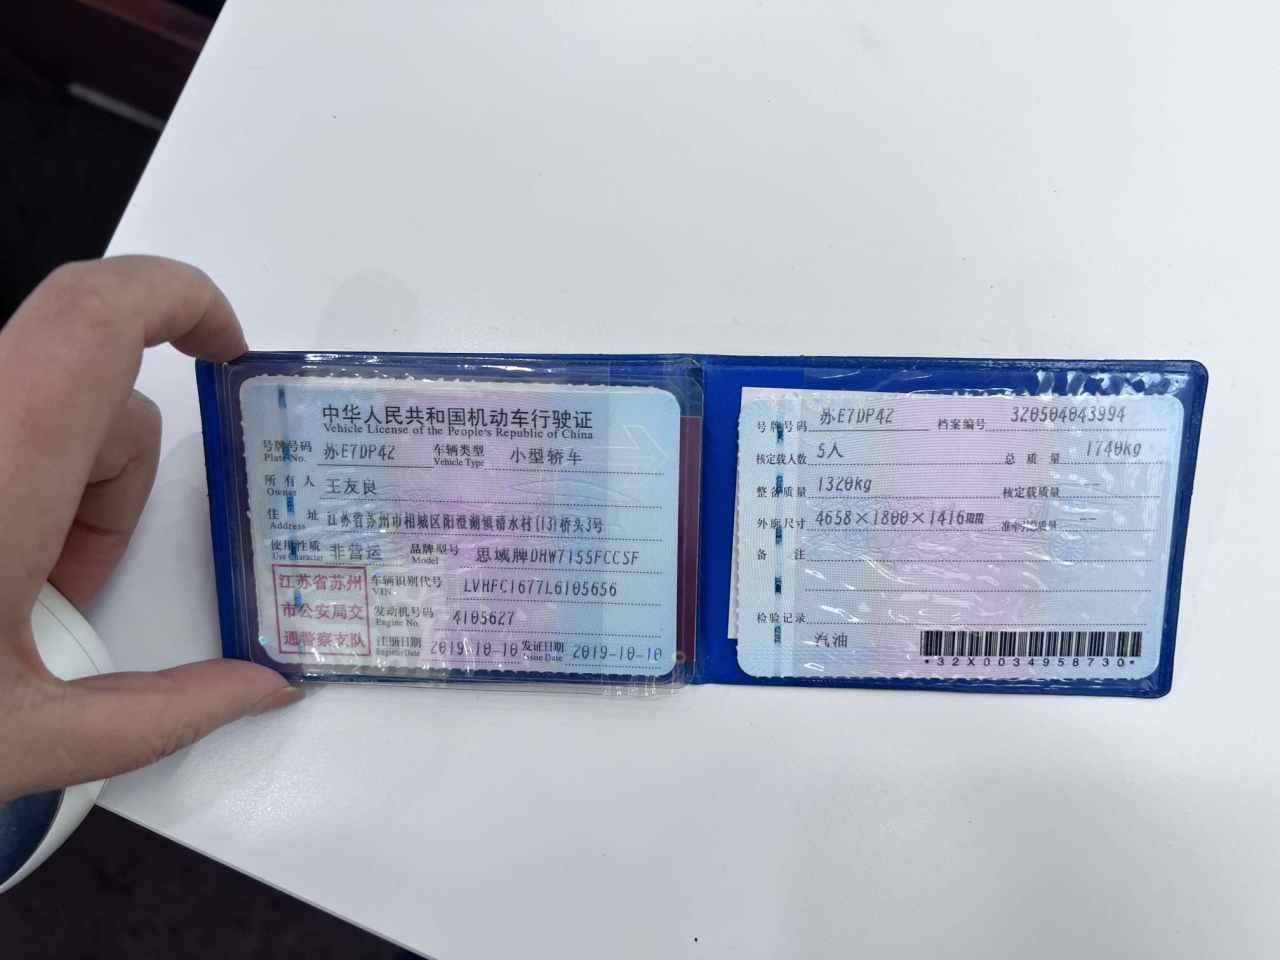 中华人民共和国机动车行驶证
Vehicle License of the People's Republic of China
号牌号码 苏E7DP42 车辆类型 小型轿车
Plate No. Vehicle Type
所有人 王友良
Owner
住址 江苏省苏州市相城区阳澄湖镇清水村(13)桥头3号
Address
使用性质 非营运 品牌型号 思域牌DHW7155FCCSF
Use Character Model
江苏省苏州
市公安局交
通警察支队
车辆识别代号 LVHFC1677L6105656
VIN
发动机号码 4105627
Engine No.
注册日期 2019-10-10 发证日期 2019-10-10
Register Date Issue Date
号牌号码 苏E7DP42 档案编号 320504043994
核定载人数 5人 总质量 1740kg
整备质量 1320kg 核定载质量 --
外廓尺寸 4658×1800×1416mm 准牵引总质量 --
备注
检验记录
汽油
*32X0034958730*